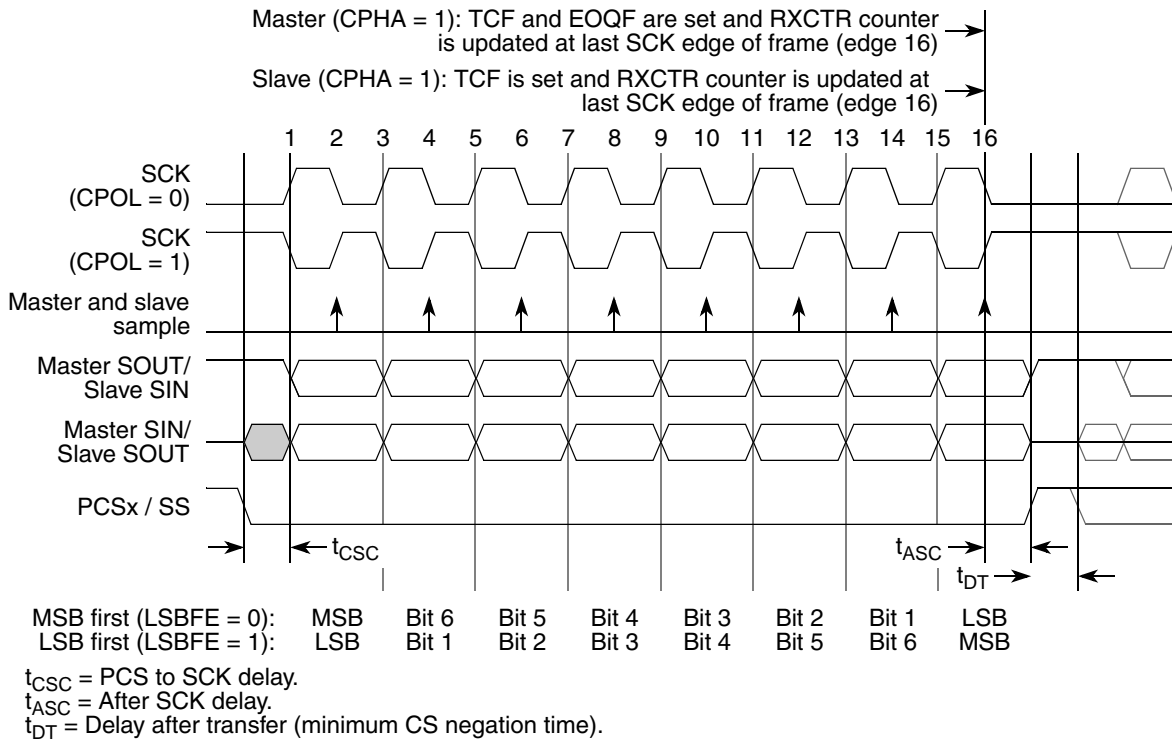 Master (CPHA = 1): TCF and EOQF are set and RXCTR counter
is updated at last SCK edge of frame (edge 16)
Slave (CPHA = 1): TCF is set and RXCTR counter is updated at
last SCK edge of frame (edge 16)
1 2 3 4 5 6 7 8 9 10 11 12 13 14 15 16
SCK
(CPOL = 0)
SCK
(CPOL = 1)
Master and slave
sample
Master SOUT/
Slave SIN
Master SIN/
Slave SOUT
PCSx / SS
tCSC tASC
tDT
MSB first (LSBFE = 0): MSB Bit 6 Bit 5 Bit 4 Bit 3 Bit 2 Bit 1 LSB
LSB first (LSBFE = 1): LSB Bit 1 Bit 2 Bit 3 Bit 4 Bit 5 Bit 6 MSB
tCSC = PCS to SCK delay.
tASC = After SCK delay.
tDT = Delay after transfer (minimum CS negation time).